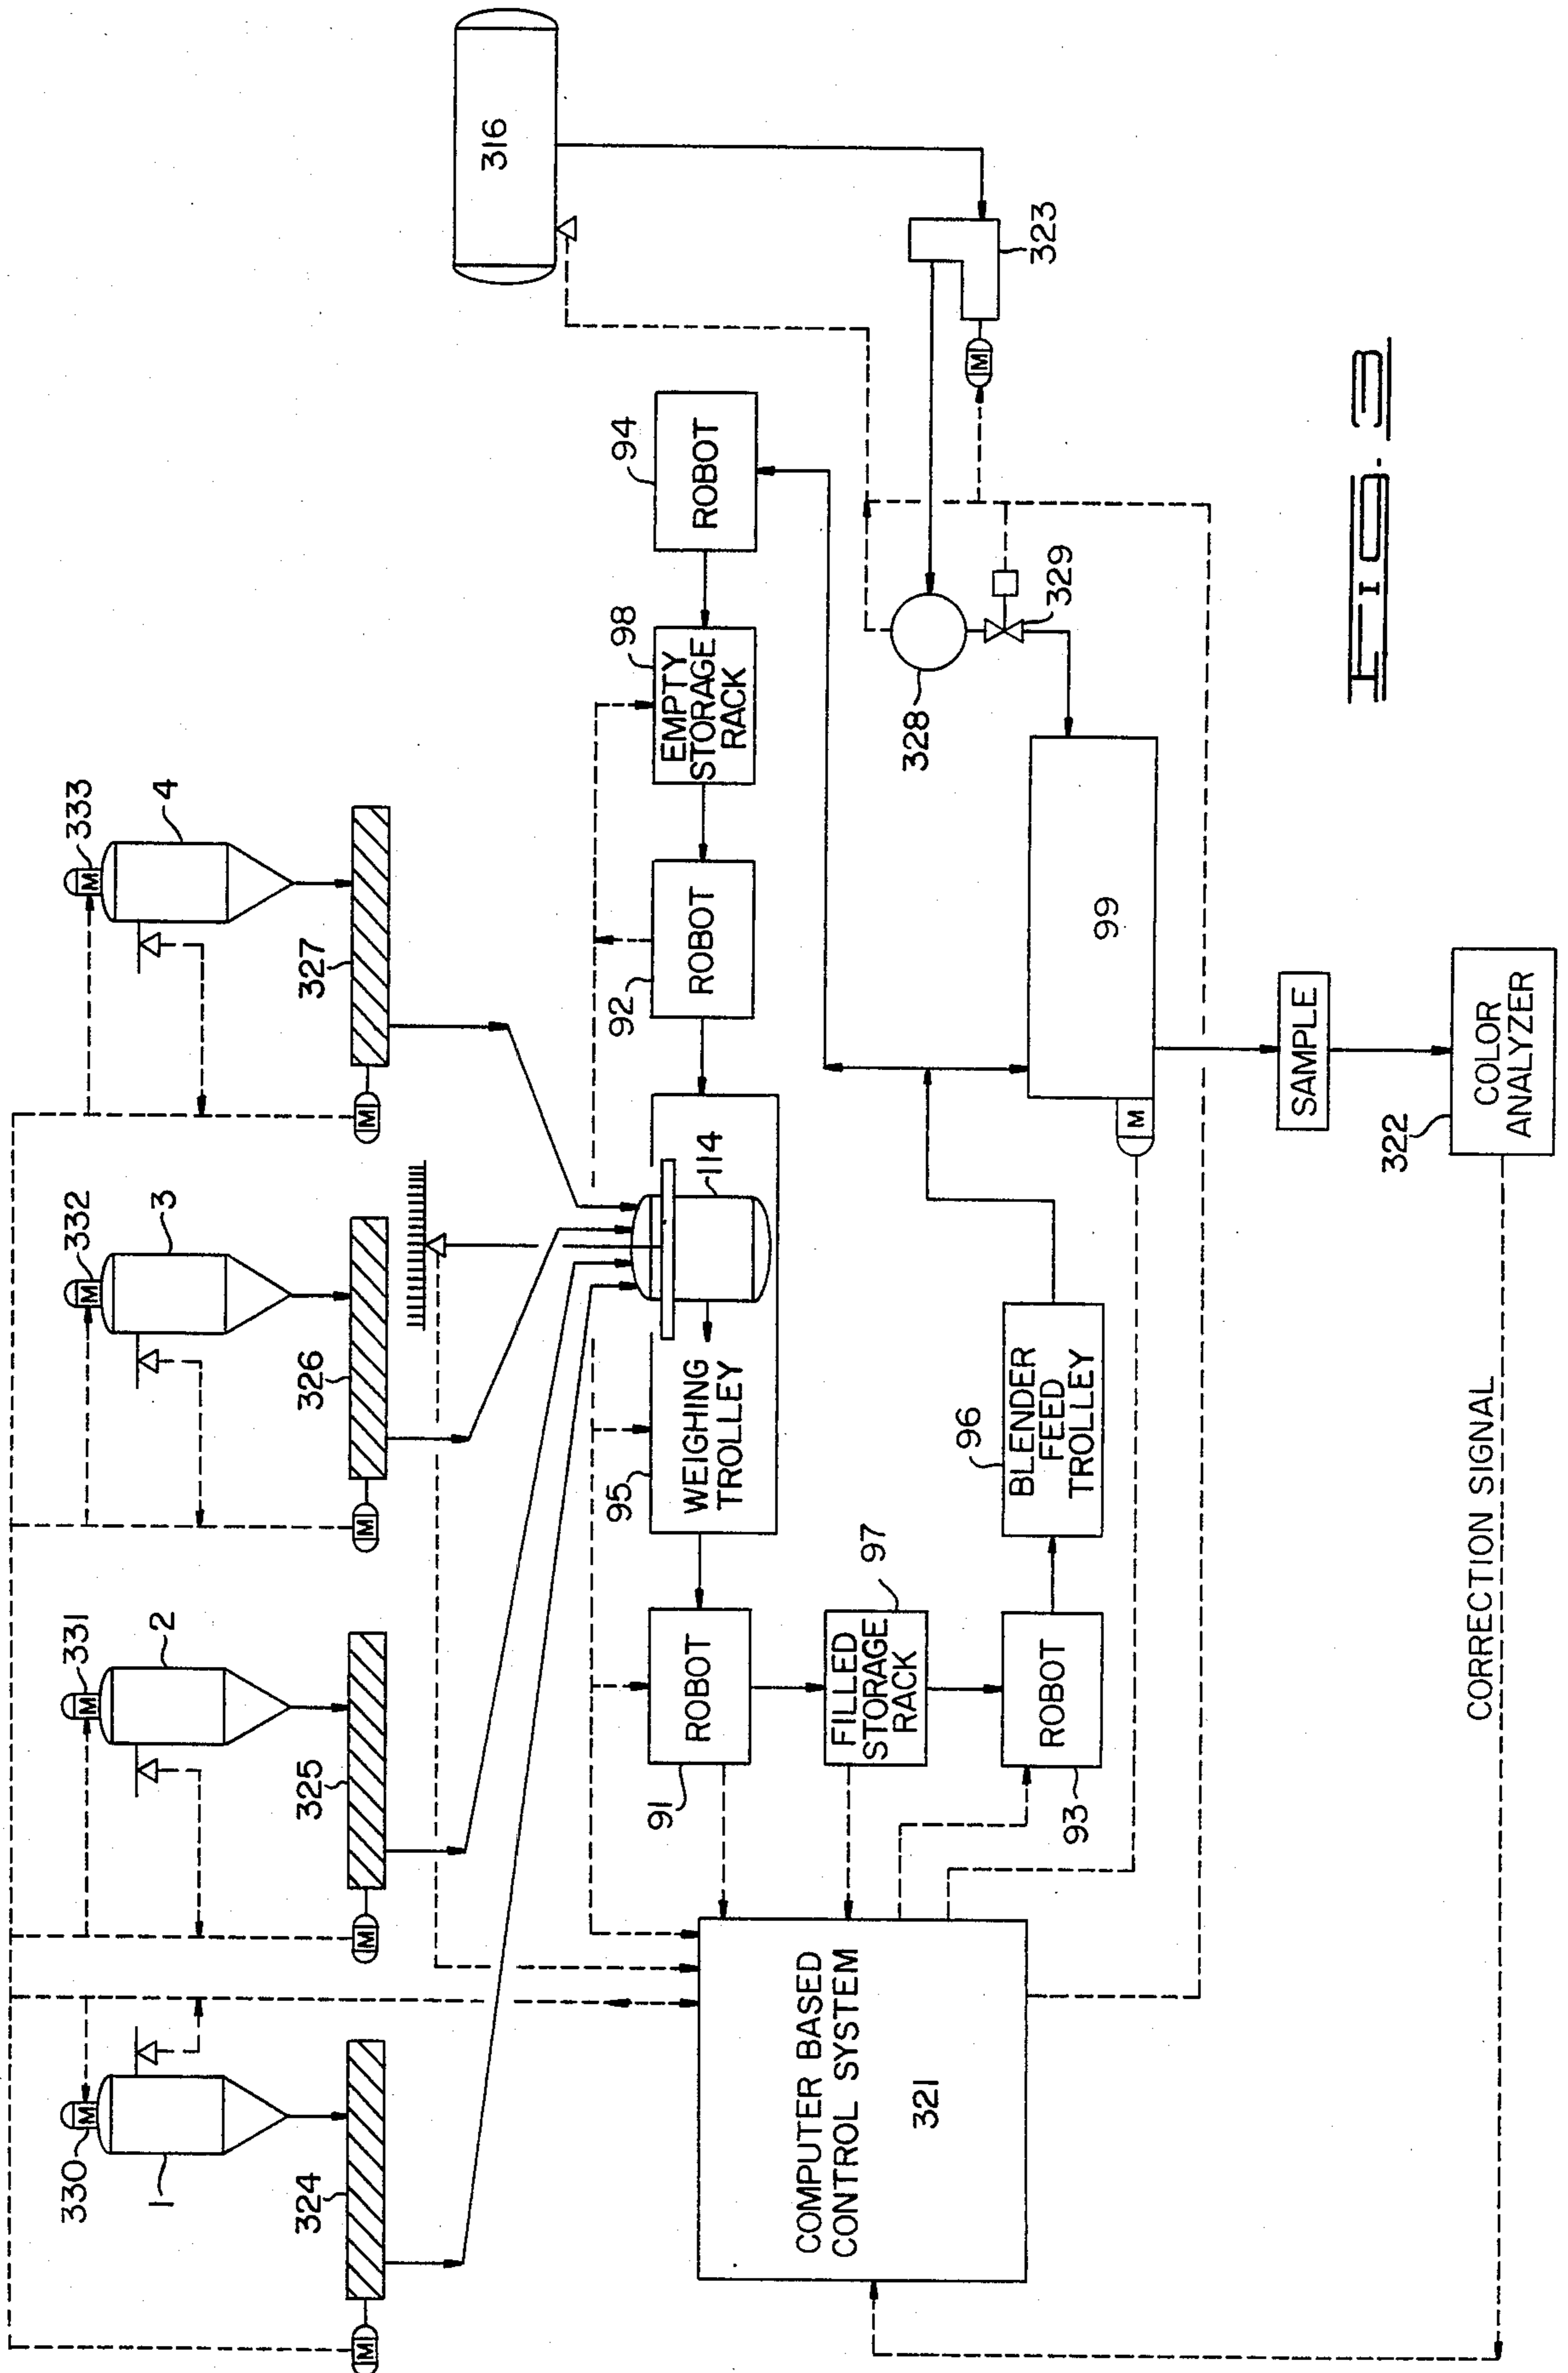 330
M
1
324
M
331
M
2
325
M
332
M
3
326
M
333
M
4
327
M
316
323
M
328
329
94
ROBOT
98
EMPTY
STORAGE
RACK
92
ROBOT
114
95
WEIGHING
TROLLEY
91
ROBOT
97
FILLED
STORAGE
RACK
93
ROBOT
96
BLENDER
FEED
TROLLEY
99
M
SAMPLE
322
COLOR
ANALYZER
COMPUTER BASED
CONTROL SYSTEM
321
CORRECTION SIGNAL
FIG. 3